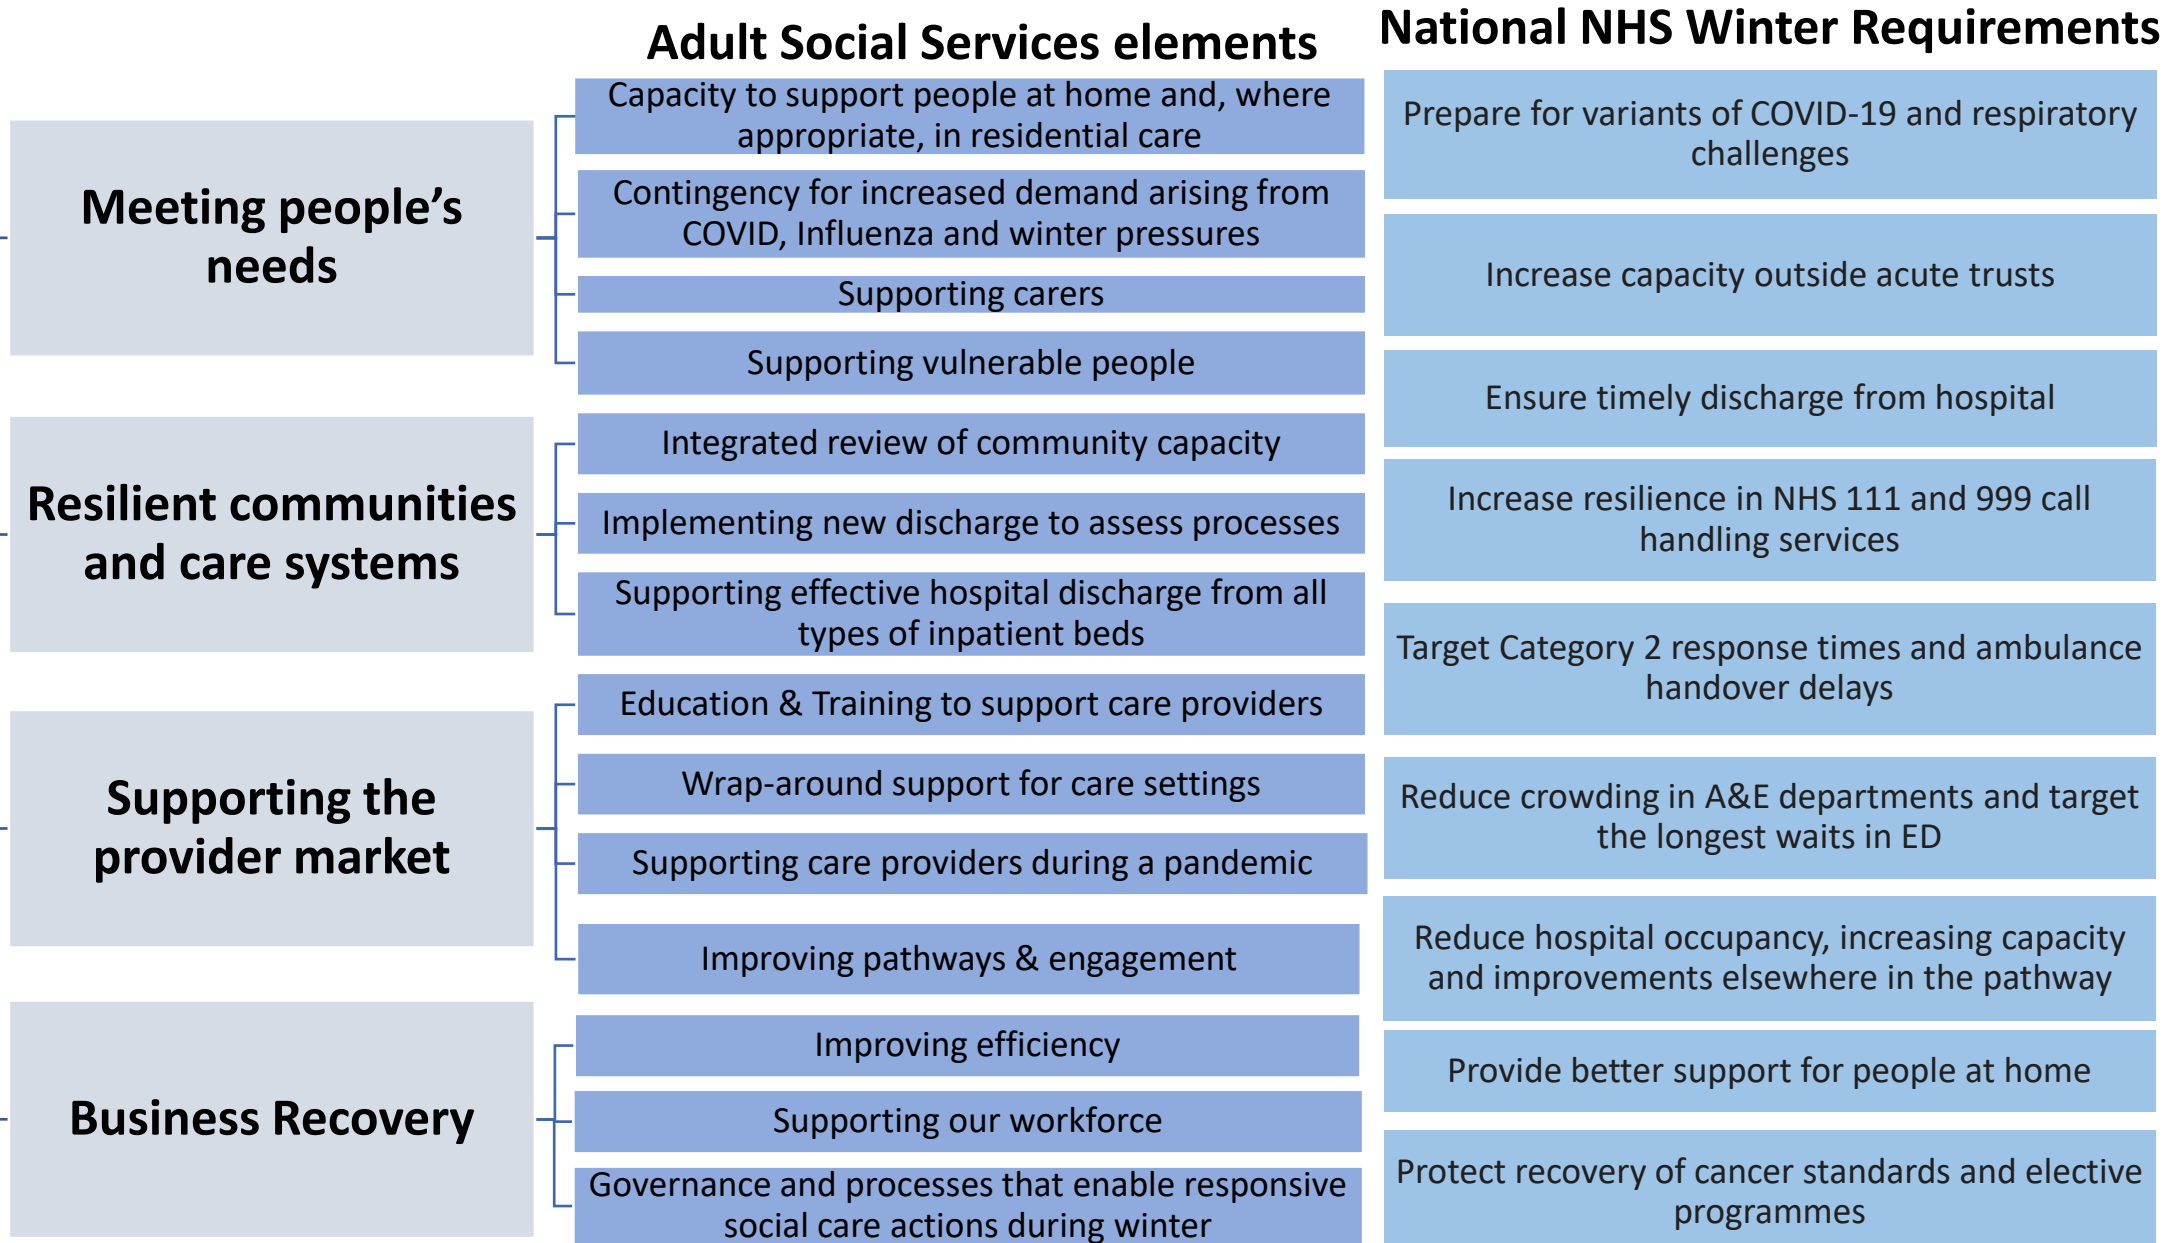 Adult Social Services elements
National NHS Winter Requirements
Meeting people's
needs
Capacity to support people at home and, where
appropriate, in residential care
Contingency for increased demand arising from
COVID, Influenza and winter pressures
Supporting carers
Supporting vulnerable people
Resilient communities
and care systems
Integrated review of community capacity
Implementing new discharge to assess processes
Supporting effective hospital discharge from all
types of inpatient beds
Supporting the
provider market
Education & Training to support care providers
Wrap-around support for care settings
Supporting care providers during a pandemic
Improving pathways & engagement
Business Recovery
Improving efficiency
Supporting our workforce
Governance and processes that enable responsive
social care actions during winter
Prepare for variants of COVID-19 and respiratory
challenges
Increase capacity outside acute trusts
Ensure timely discharge from hospital
Increase resilience in NHS 111 and 999 call
handling services
Target Category 2 response times and ambulance
handover delays
Reduce crowding in A&E departments and target
the longest waits in ED
Reduce hospital occupancy, increasing capacity
and improvements elsewhere in the pathway
Provide better support for people at home
Protect recovery of cancer standards and elective
programmes